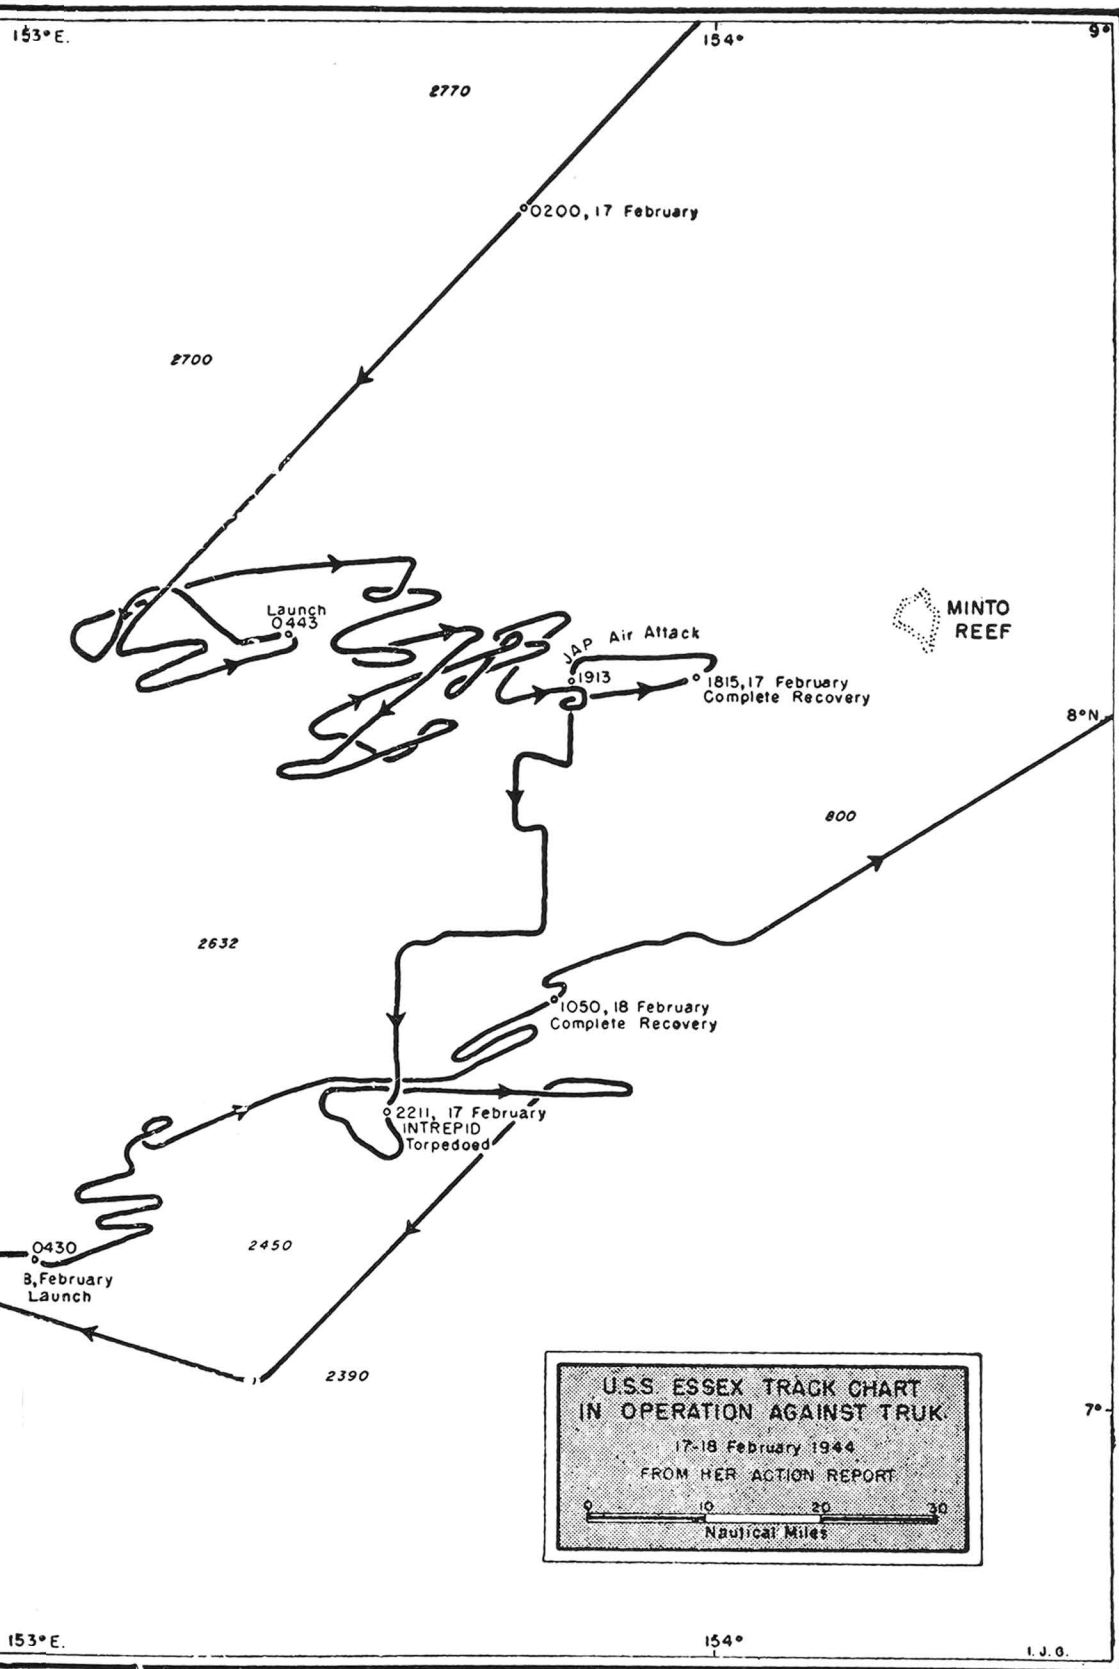 153° E.
154°
9°
2770
0200, 17 February
2700
Launch
0443
JAP Air Attack
MINTO
REEF
1913
1815, 17 February
Complete Recovery
8° N.
800
2632
1050, 18 February
Complete Recovery
2211, 17 February
INTREPID
Torpedoed
0430
8, February
Launch
2450
2390
U.S.S. ESSEX TRACK CHART
IN OPERATION AGAINST TRUK.
17-18 February 1944
FROM HER ACTION REPORT
0 10 20 30
Nautical Miles
7°
153° E.
154°
I.J.G.